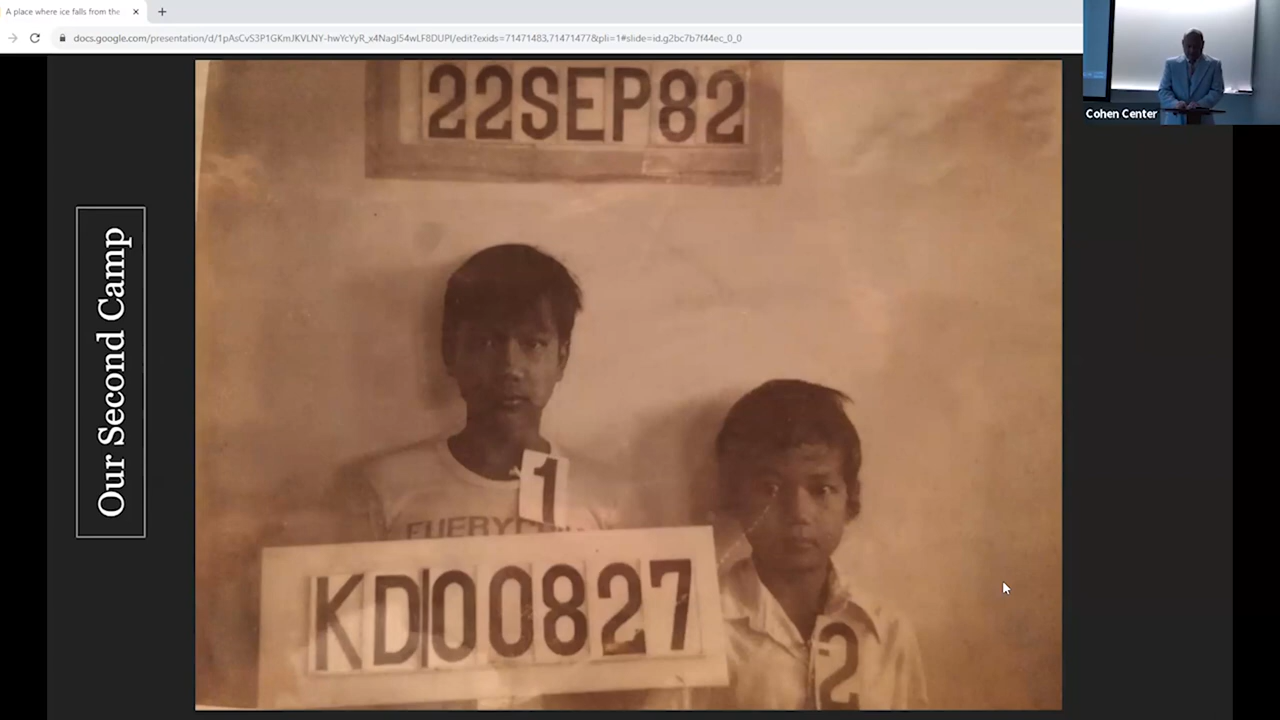 A place where ice falls from the
docs.google.com/presentation/d/1pAsCvS3P1GKmJKVLNY-hwYcYyR_x4NagI54wLF8DUPI/edit?exids=71471483,71471477&pli=1#slide=id.g2bc7b7f44ec_0_0
Cohen Center
Our Second Camp
22SEP82
1
KD00827
2